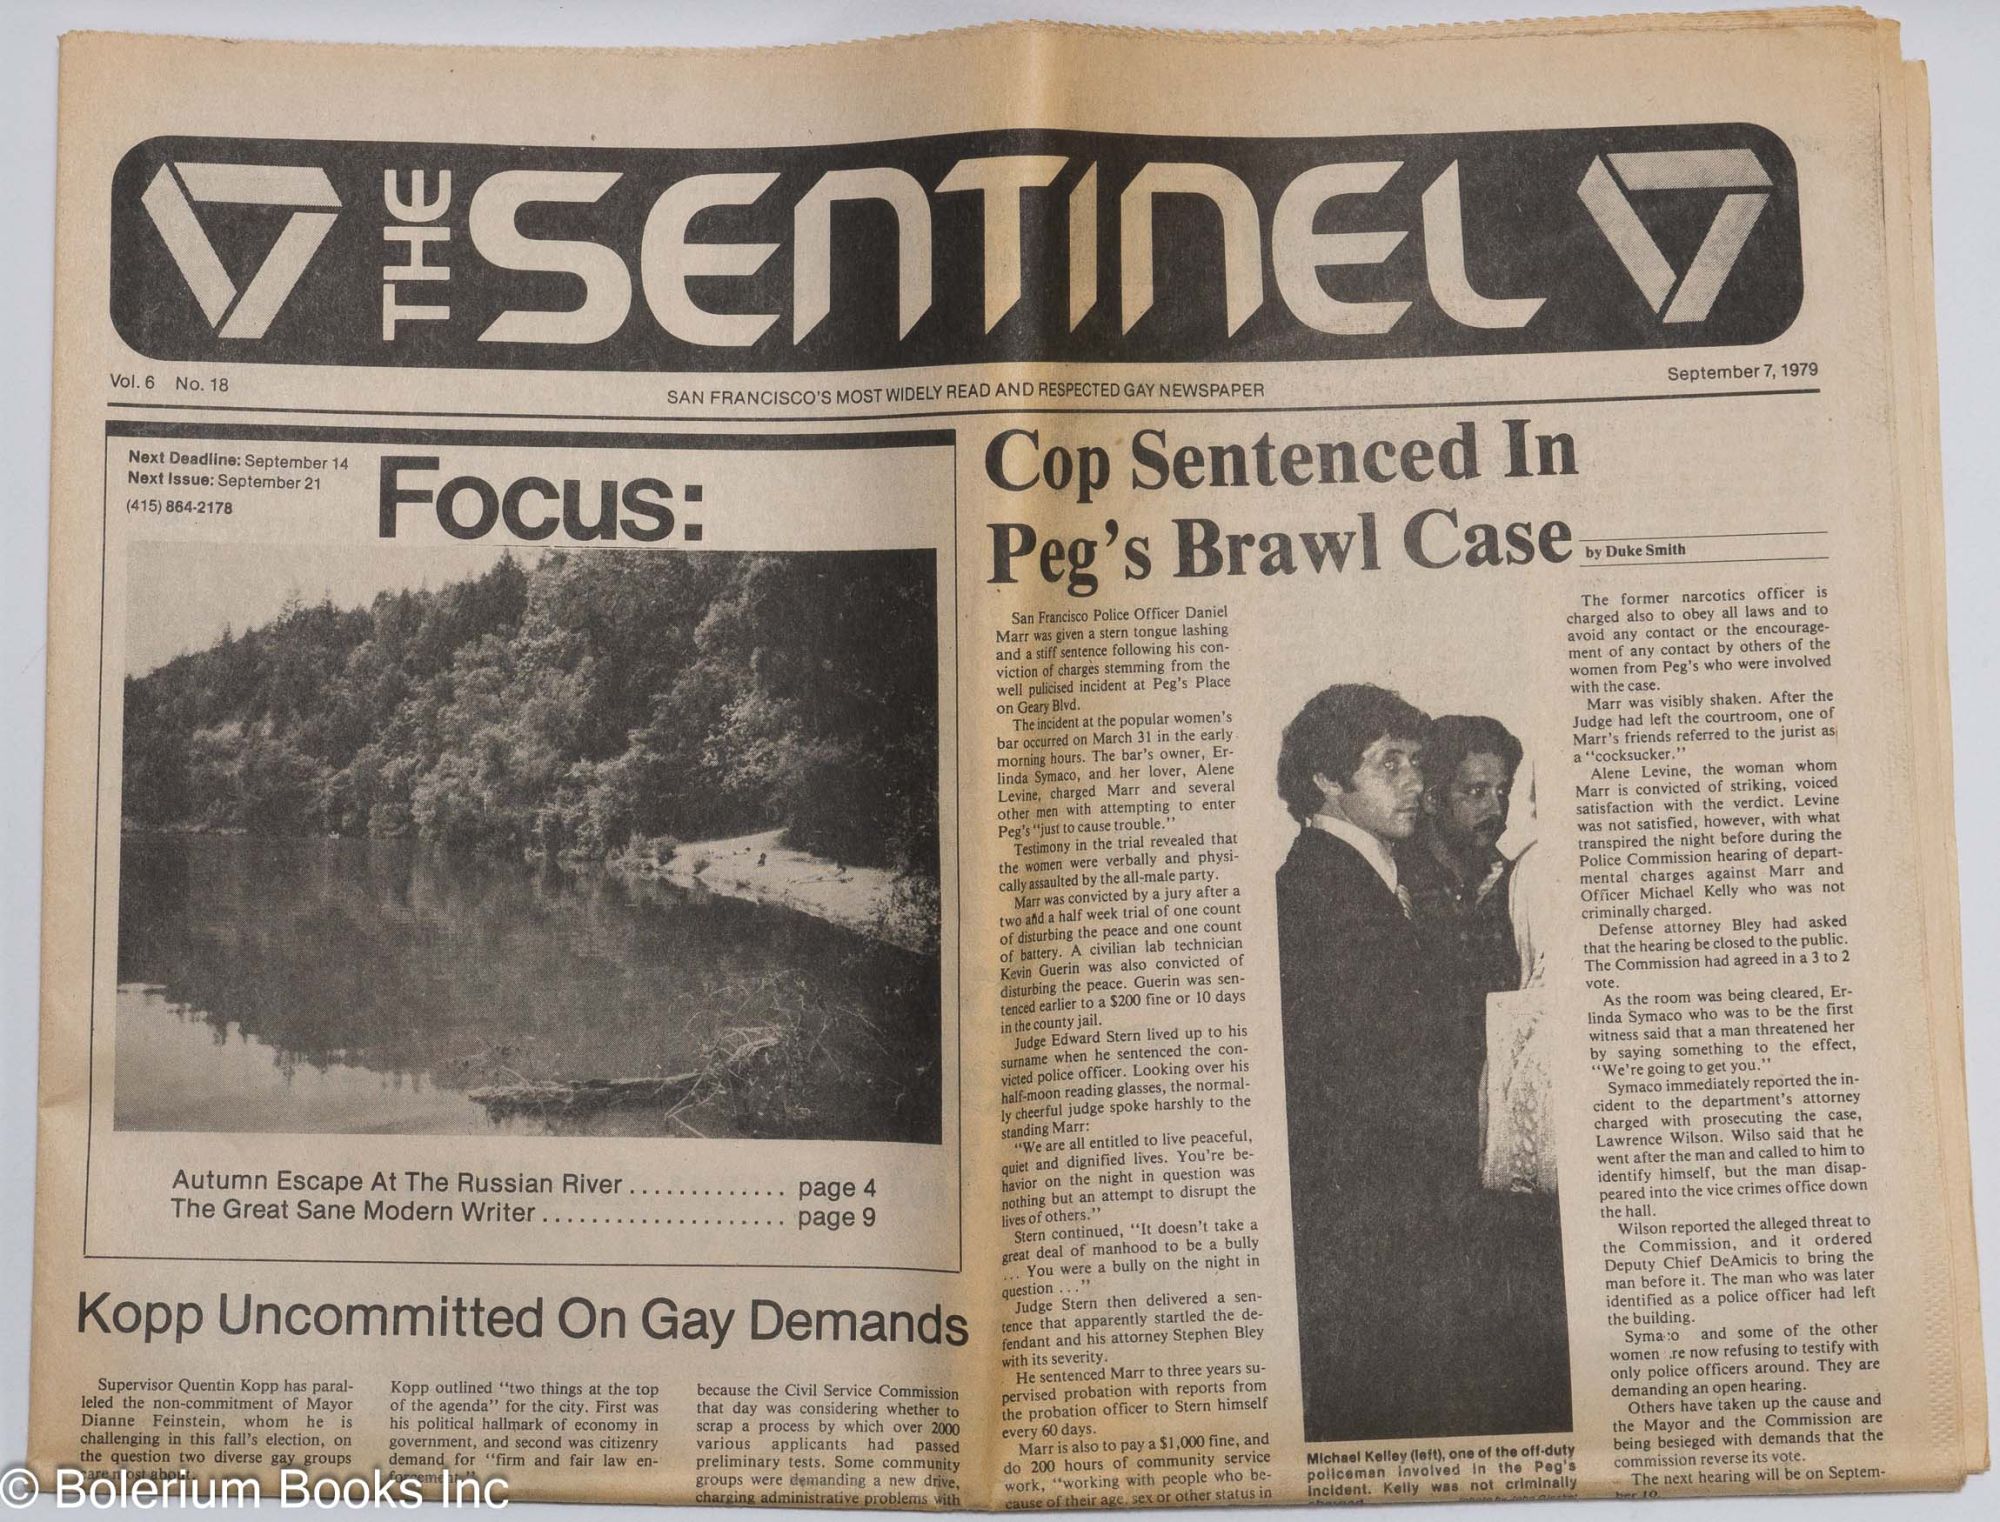 THE SENTINEL
Vol. 6 No. 18
SAN FRANCISCO'S MOST WIDELY READ AND RESPECTED GAY NEWSPAPER
September 7, 1979
Next Deadline: September 14
Next Issue: September 21
(415) 864-2178
Focus:
Autumn Escape At The Russian River ............. page 4
The Great Sane Modern Writer .................... page 9
Kopp Uncommitted On Gay Demands
Supervisor Quentin Kopp has paral-
leled the non-commitment of Mayor
Dianne Feinstein, whom he is
challenging in this fall's election, on
the question two diverse gay groups
care most about.
Kopp outlined "two things at the top
of the agenda" for the city. First was
his political hallmark of economy in
government, and second was citizenry
demand for "firm and fair law en-
forcement."
because the Civil Service Commission
that day was considering whether to
scrap a process by which over 2000
various applicants had passed
preliminary tests. Some community
groups were demanding a new drive,
charging administrative problems with
Cop Sentenced In
Peg's Brawl Case
by Duke Smith
San Francisco Police Officer Daniel
Marr was given a stern tongue lashing
and a stiff sentence following his con-
viction of charges stemming from the
well pulicised incident at Peg's Place
on Geary Blvd.
The incident at the popular women's
bar occurred on March 31 in the early
morning hours. The bar's owner, Er-
linda Symaco, and her lover, Alene
Levine, charged Marr and several
other men with attempting to enter
Peg's "just to cause trouble."
Testimony in the trial revealed that
the women were verbally and physi-
cally assaulted by the all-male party.
Marr was convicted by a jury after a
two and a half week trial of one count
of disturbing the peace and one count
of battery. A civilian lab technician
Kevin Guerin was also convicted of
disturbing the peace. Guerin was sen-
tenced earlier to a $200 fine or 10 days
in the county jail.
Judge Edward Stern lived up to his
surname when he sentenced the con-
victed police officer. Looking over his
half-moon reading glasses, the normal-
ly cheerful judge spoke harshly to the
standing Marr:
"We are all entitled to live peaceful,
quiet and dignified lives. You're be-
havior on the night in question was
nothing but an attempt to disrupt the
lives of others."
Stern continued, "It doesn't take a
great deal of manhood to be a bully
... You were a bully on the night in
question ..."
Judge Stern then delivered a sen-
tence that apparently startled the de-
fendant and his attorney Stephen Bley
with its severity.
He sentenced Marr to three years su-
pervised probation with reports from
the probation officer to Stern himself
every 60 days.
Marr is also to pay a $1,000 fine, and
do 200 hours of community service
work, "working with people who be-
cause of their age, sex or other status in
Michael Kelley (left), one of the off-duty
policeman involved in the Peg's
incident. Kelly was not criminally
charged.
The former narcotics officer is
charged also to obey all laws and to
avoid any contact or the encourage-
ment of any contact by others of the
women from Peg's who were involved
with the case.
Marr was visibly shaken. After the
Judge had left the courtroom, one of
Marr's friends referred to the jurist as
a "cocksucker."
Alene Levine, the woman whom
Marr is convicted of striking, voiced
satisfaction with the verdict. Levine
was not satisfied, however, with what
transpired the night before during the
Police Commission hearing of depart-
mental charges against Marr and
Officer Michael Kelly who was not
criminally charged.
Defense attorney Bley had asked
that the hearing be closed to the public.
The Commission had agreed in a 3 to 2
vote.
As the room was being cleared, Er-
linda Symaco who was to be the first
witness said that a man threatened her
by saying something to the effect,
"We're going to get you."
Symaco immediately reported the in-
cident to the department's attorney
charged with prosecuting the case,
Lawrence Wilson. Wilso said that he
went after the man and called to him to
identify himself, but the man disap-
peared into the vice crimes office down
the hall.
Wilson reported the alleged threat to
the Commission, and it ordered
Deputy Chief DeAmicis to bring the
man before it. The man who was later
identified as a police officer had left
the building.
Syma:o and some of the other
women .re now refusing to testify with
only police officers around. They are
demanding an open hearing.
Others have taken up the cause and
the Mayor and the Commission are
being besieged with demands that the
commission reverse its vote.
The next hearing will be on Septem-
ber 19.
© Bolerium Books Inc